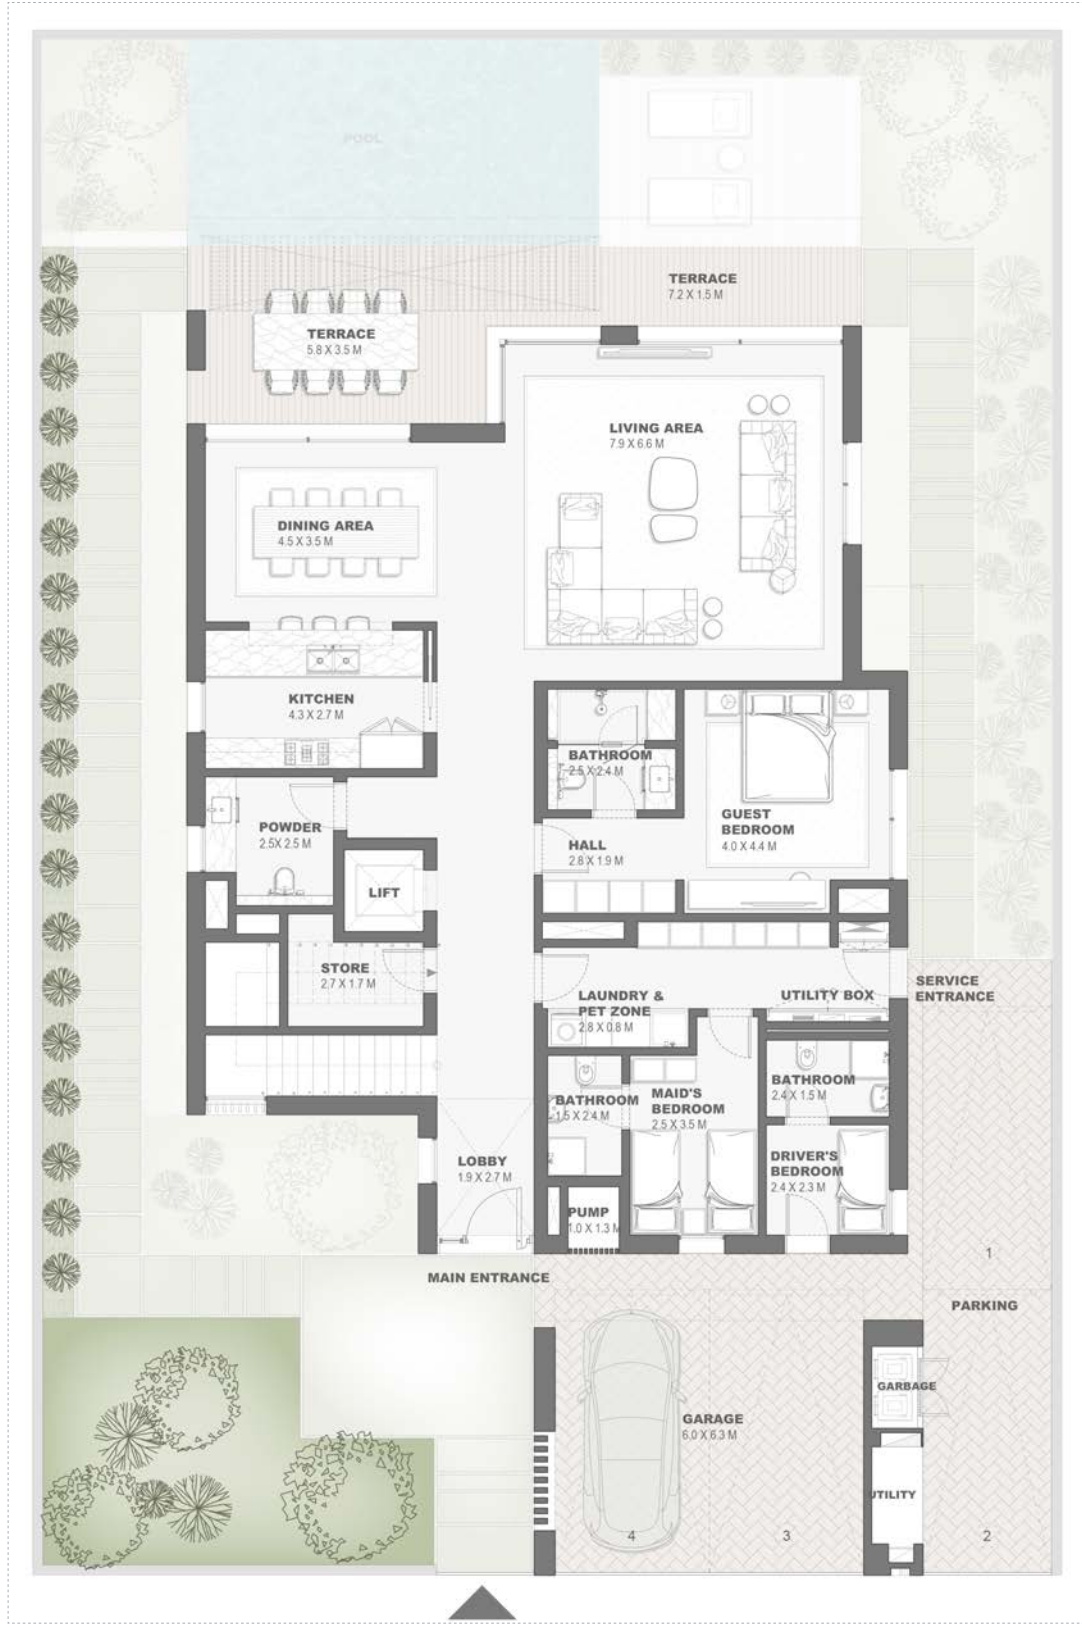 POOL
TERRACE
7.2 X 1.5 M
TERRACE
5.8 X 3.5 M
LIVING AREA
7.9 X 6.6 M
DINING AREA
4.5 X 3.5 M
KITCHEN
4.3 X 2.7 M
BATHROOM
2.5 X 2.4 M
GUEST
BEDROOM
4.0 X 4.4 M
POWDER
2.5X 2.5 M
HALL
2.8 X 1.9 M
LIFT
STORE
2.7 X 1.7 M
LAUNDRY &
PET ZONE
2.8 X 0.8 M
UTILITY BOX
SERVICE
ENTRANCE
BATHROOM
1.5 X 2.4 M
MAID'S
BEDROOM
2.5 X 3.5 M
BATHROOM
2.4 X 1.5 M
LOBBY
1.9 X 2.7 M
DRIVER'S
BEDROOM
2.4 X 2.3 M
PUMP
1.0 X 1.3 M
MAIN ENTRANCE
1
PARKING
GARBAGE
GARAGE
6.0 X 6.3 M
UTILITY
4
3
2